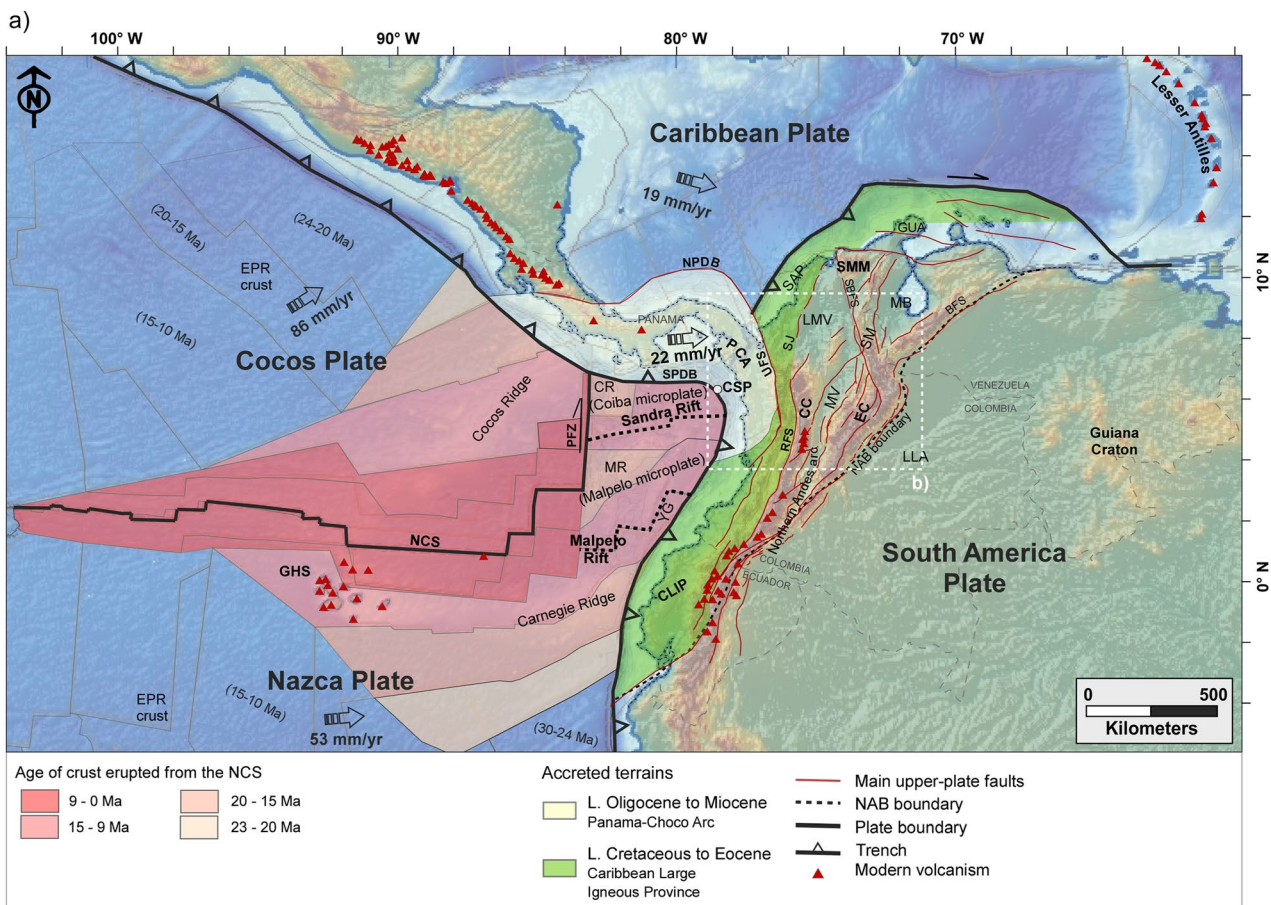 a)
100° W
90° W
80° W
70° W
N
Caribbean Plate
Lesser Antilles
19 mm/yr
(20-15 Ma)
(24-20 Ma)
EPR
crust
86 mm/yr
(15-10 Ma)
Cocos Plate
NPDB
GUA
SMM
SAP
SBFS
MB
BFS
10° N
PANAMA
22 mm/yr
PCA
UFS
SJ
LMV
SM
SPDB
CSP
CR
(Coiba microplate)
Sandra Rift
Cocos Ridge
PFZ
CC
MV
EC
RFS
VENEZUELA
COLOMBIA
Guiana
Craton
NAB boundary
LLA
b)
MR
(Malpelo microplate)
YG
Northern Andes arc
NCS
Malpelo
Rift
GHS
Carnegie Ridge
CLIP
COLOMBIA
ECUADOR
South America
Plate
0° N
Nazca Plate
EPR
crust
(15-10 Ma)
53 mm/yr
(30-24 Ma)
0
500
Kilometers
Age of crust erupted from the NCS
9 - 0 Ma
20 - 15 Ma
15 - 9 Ma
23 - 20 Ma
Accreted terrains
L. Oligocene to Miocene
Panama-Choco Arc
L. Cretaceous to Eocene
Caribbean Large
Igneous Province
Main upper-plate faults
NAB boundary
Plate boundary
Trench
Modern volcanism